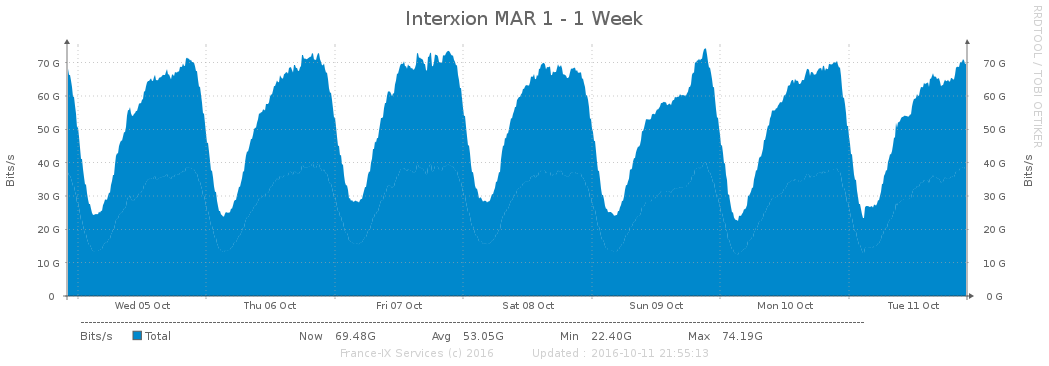 Interxion MAR 1 - 1 Week
RRDTOOL / TOBI OETIKER
Bits/s
70 G
60 G
50 G
40 G
30 G
20 G
10 G
0
70 G
60 G
50 G
40 G
30 G
20 G
10 G
0 G
Bits/s
Wed 05 Oct Thu 06 Oct Fri 07 Oct Sat 08 Oct Sun 09 Oct Mon 10 Oct Tue 11 Oct
Bits/s Total Now 69.48G Avg 53.05G Min 22.40G Max 74.19G
France-IX Services (c) 2016 Updated : 2016-10-11 21:55:13